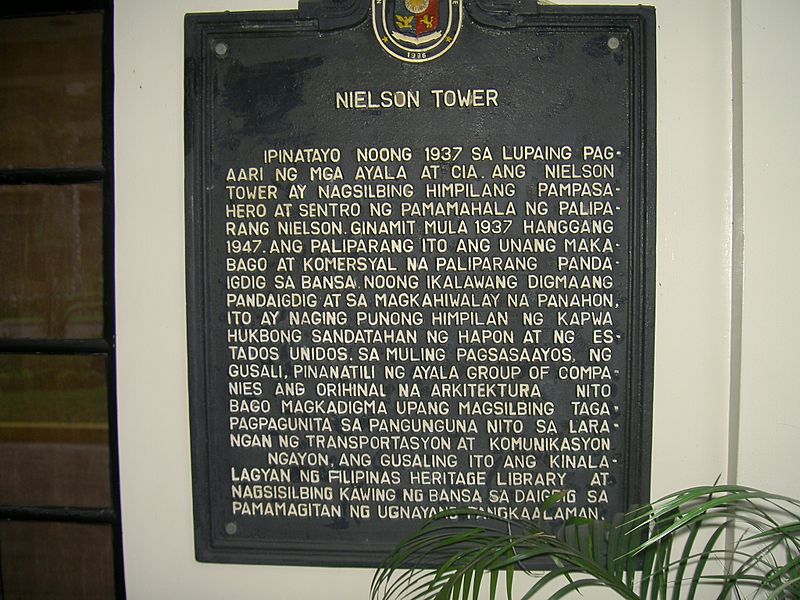 1996
NIELSON TOWER
IPINATAYO NOONG 1937 SA LUPAING PAG-
AARI NG MGA AYALA AT CIA. ANG NIELSON
TOWER AY NAGSILBING HIMPILANG PAMPASA-
HERO AT SENTRO NG PAMAMAHALA NG PALIPA-
RANG NIELSON. GINAMIT MULA 1937 HANGGANG
1947. ANG PALIPARANG ITO ANG UNANG MAKA-
BAGO AT KOMERSYAL NA PALIPARANG PANDA-
IGDIG SA BANSA. NOONG IKALAWANG DIGMAANG
PANDAIGDIG AT SA MAGKAHIWALAY NA PANAHON,
ITO AY NAGING PUNONG HIMPILAN NG KAPWA
HUKBONG SANDATAHAN NG HAPON AT NG ES-
TADOS UNIDOS. SA MULING PAGSASAAYOS, NG
GUSALI, PINANATILI NG AYALA GROUP OF COMPA-
NIES ANG ORIHINAL NA ARKITEKTURA NITO
BAGO MAGKADIGMA UPANG MAGSILBING TAGA-
PAGPAGUNITA SA PANGUNGUNA NITO SA LARA-
NGAN NG TRANSPORTASYON AT KOMUNIKASYON
NGAYON, ANG GUSALING ITO ANG KINALA-
LAGYAN NG FILIPINAS HERITAGE LIBRARY AT
NAGSISILBING KAWING NG BANSA SA DAIGDIG SA
PAMAMAGITAN NG UGNAYANG PANGKAALAMAN.